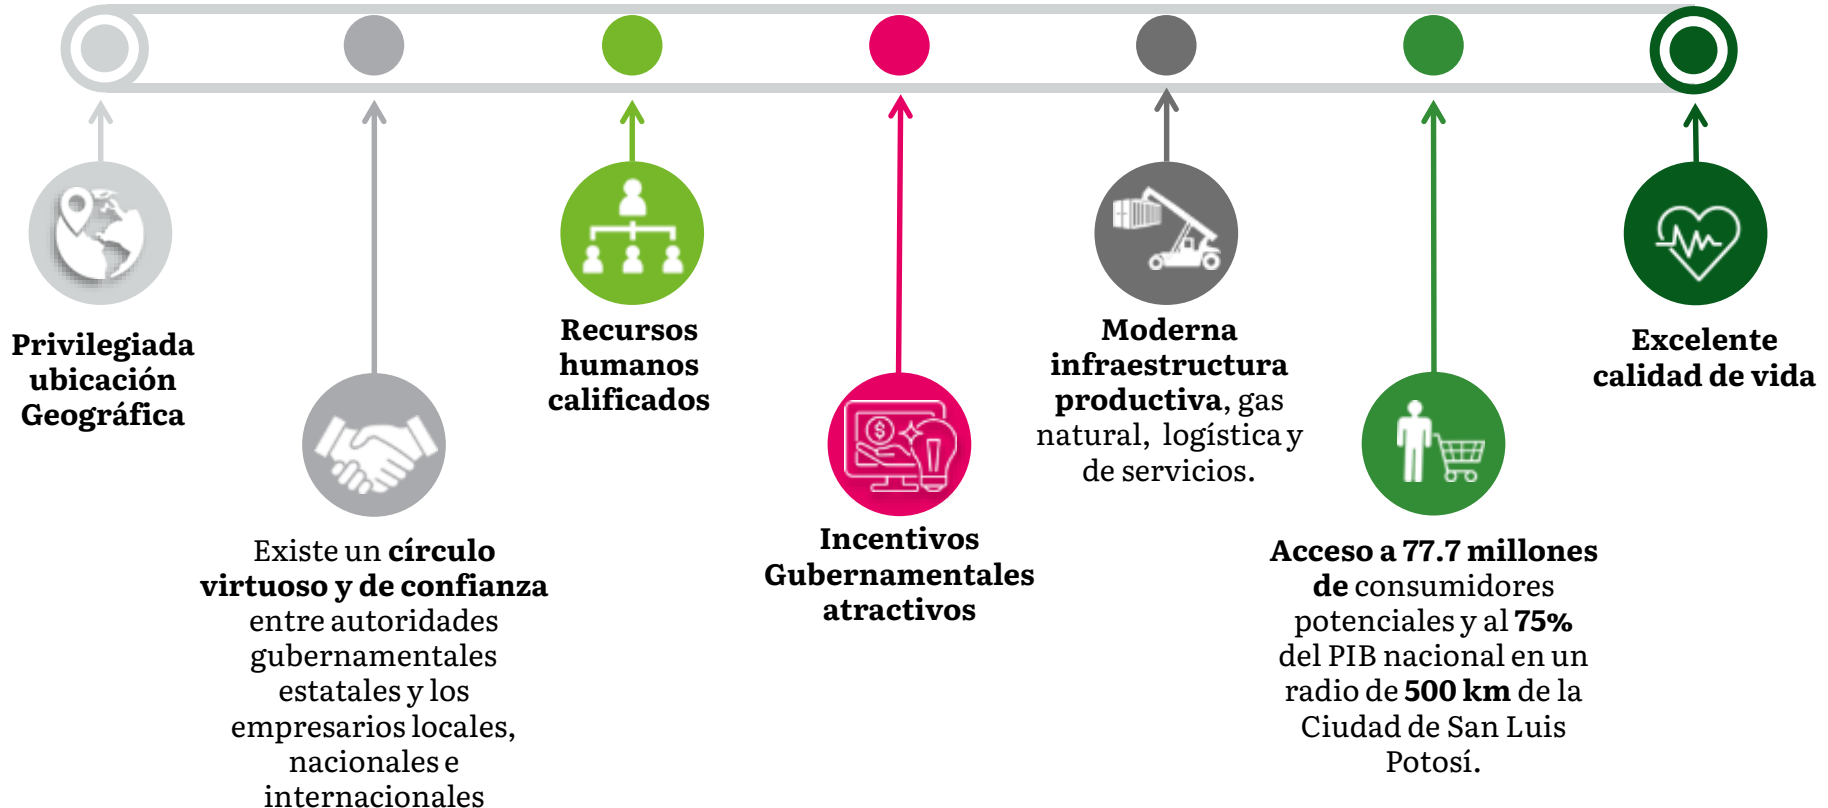 Privilegiada
ubicación
Geográfica
Existe un círculo
virtuoso y de confianza
entre autoridades
gubernamentales
estatales y los
empresarios locales,
nacionales e
internacionales
Recursos
humanos
calificados
Incentivos
Gubernamentales
atractivos
Moderna
infraestructura
productiva, gas
natural, logística y
de servicios.
Acceso a 77.7 millones
de consumidores
potenciales y al 75%
del PIB nacional en un
radio de 500 km de la
Ciudad de San Luis
Potosí.
Excelente
calidad de vida